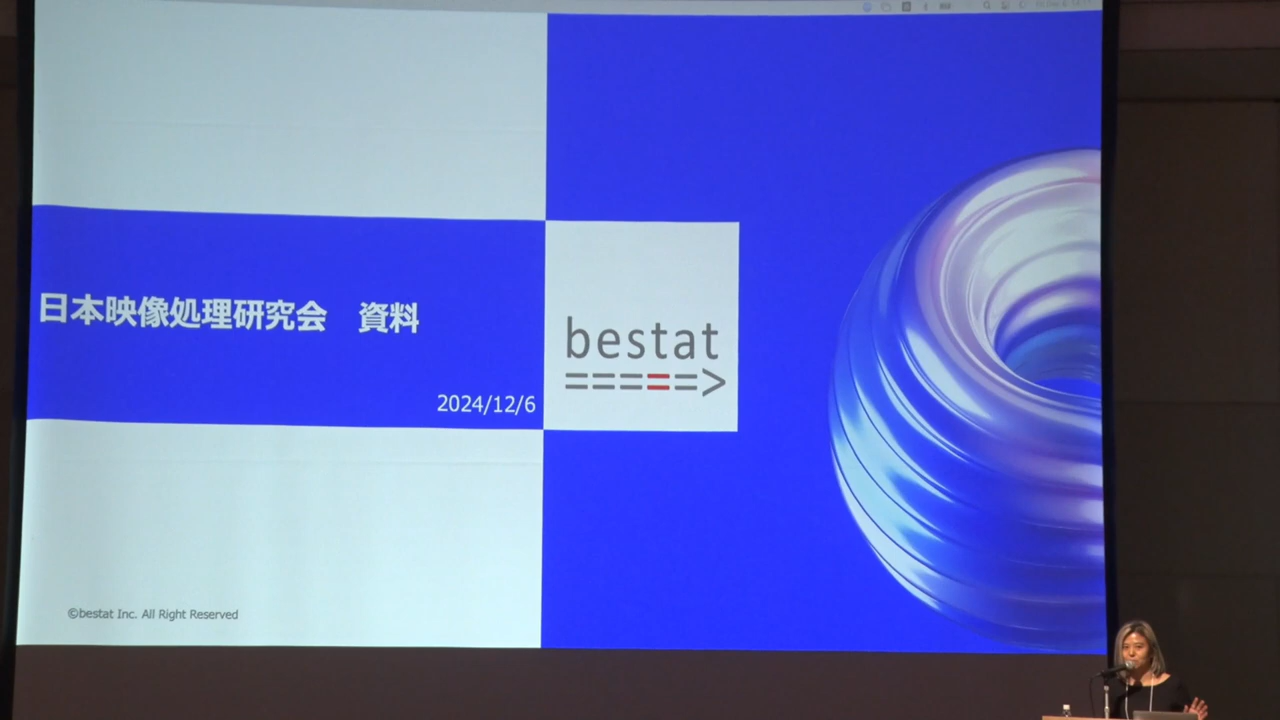 日本映像処理研究会　資料
2024/12/6
bestat
=====>
©bestat Inc. All Right Reserved